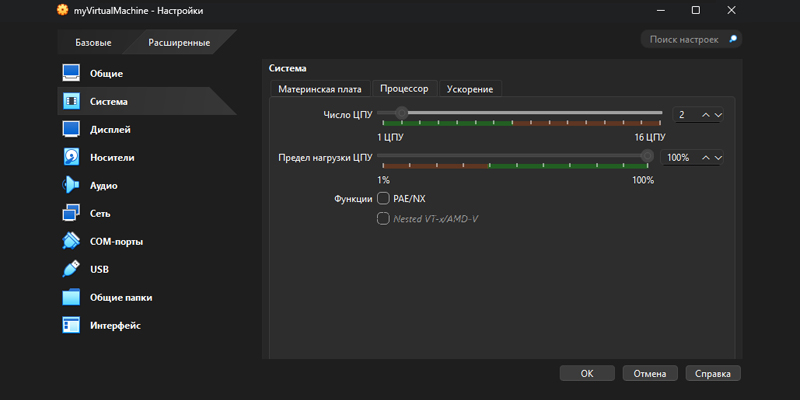 myVirtualMachine - Настройки
Базовые
Расширенные
Поиск настроек
Общие
Система
Дисплей
Носители
Аудио
Сеть
COM-порты
USB
Общие папки
Интерфейс
Система
Материнская плата
Процессор
Ускорение
Число ЦПУ
2
1 ЦПУ
16 ЦПУ
Предел нагрузки ЦПУ
100%
1%
100%
Функции
PAE/NX
Nested VT-x/AMD-V
OK
Отмена
Справка